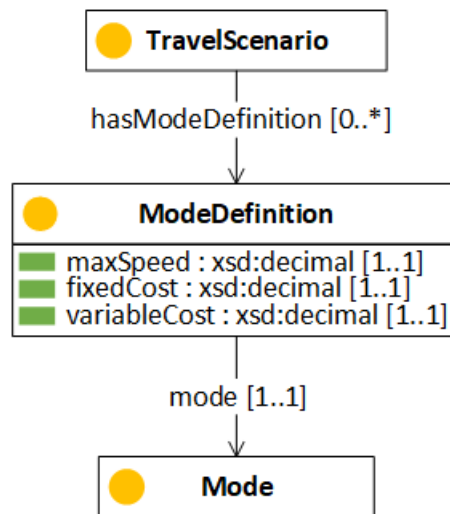 TravelScenario
hasModeDefinition [0..*]
ModeDefinition
maxSpeed : xsd:decimal [1..1]
fixedCost : xsd:decimal [1..1]
variableCost : xsd:decimal [1..1]
mode [1..1]
Mode